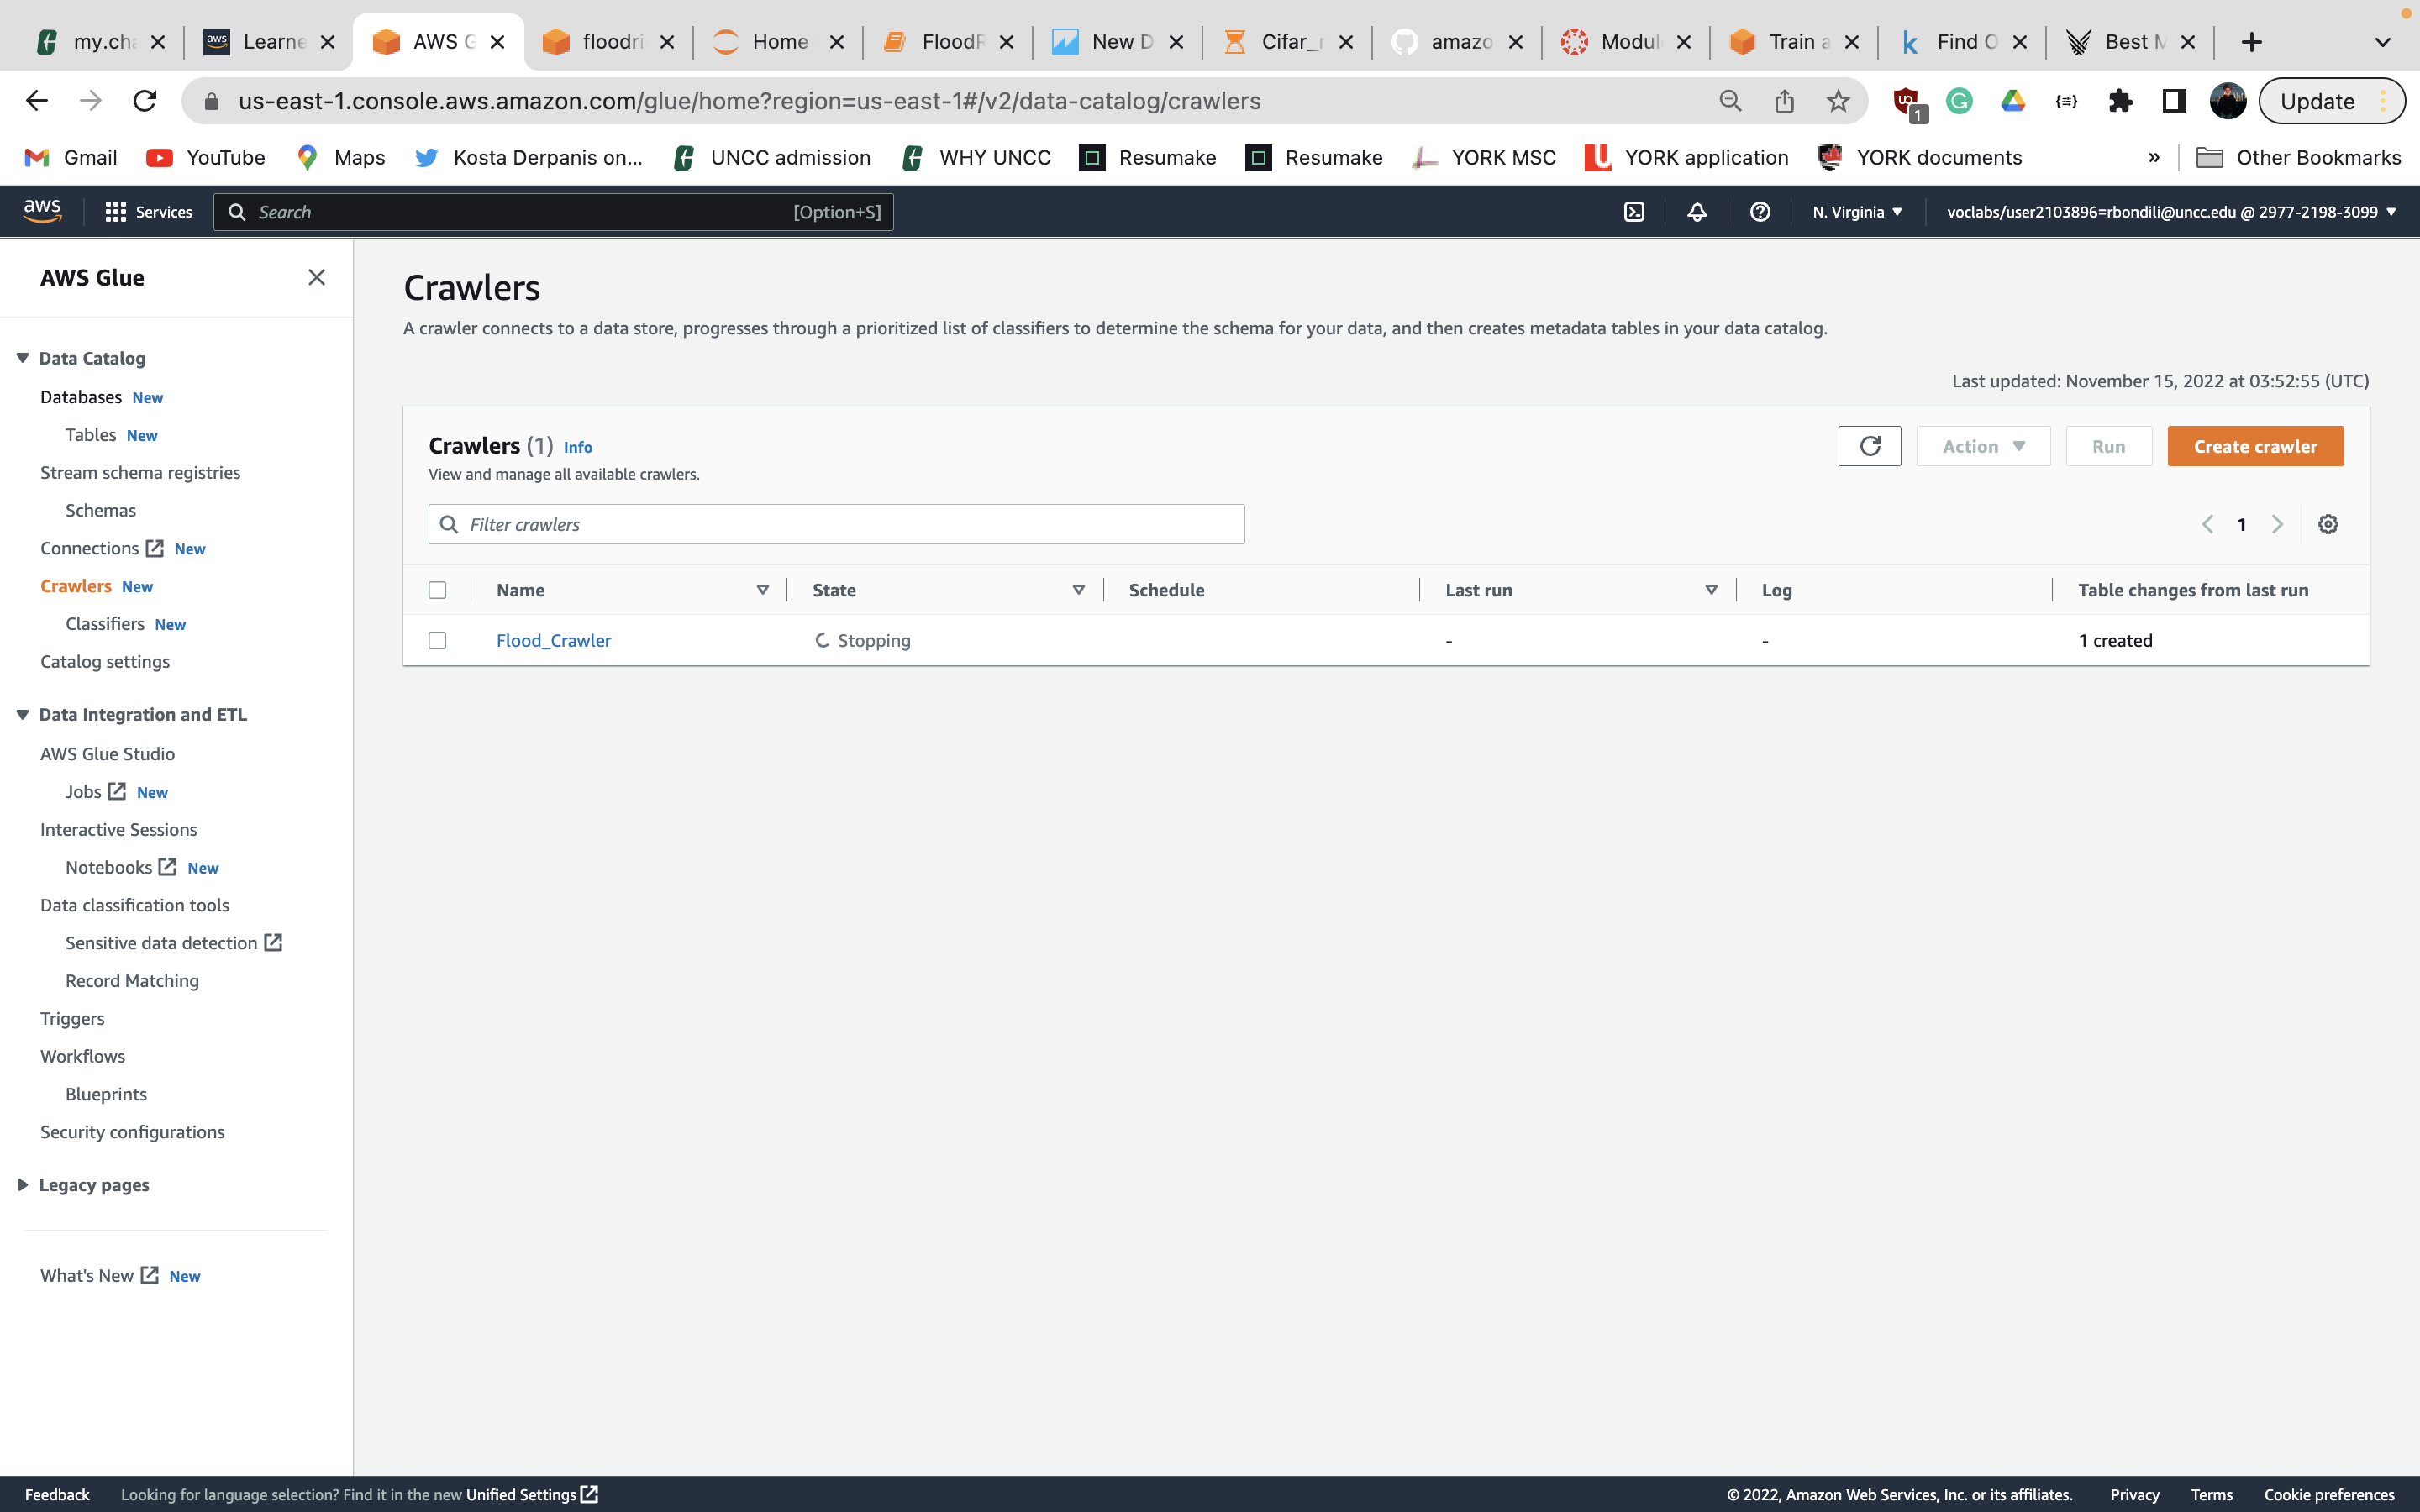 my.cha
Learne
AWS G
floodri
Home
FloodR
New D
Cifar_r
amazo
Modul
Train a
Find O
Best M
us-east-1.console.aws.amazon.com/glue/home?region=us-east-1#/v2/data-catalog/crawlers
1
Update
Gmail
YouTube
Maps
Kosta Derpanis on...
UNCC admission
WHY UNCC
Resumake
Resumake
YORK MSC
YORK application
YORK documents
»
Other Bookmarks
aws
Services
Search
[Option+S]
N. Virginia
voclabs/user2103896=rbondili@uncc.edu @ 2977-2198-3099
AWS Glue
Data Catalog
Databases New
Tables New
Stream schema registries
Schemas
Connections New
Crawlers New
Classifiers New
Catalog settings
Data Integration and ETL
AWS Glue Studio
Jobs New
Interactive Sessions
Notebooks New
Data classification tools
Sensitive data detection
Record Matching
Triggers
Workflows
Blueprints
Security configurations
Legacy pages
What's New New
Crawlers
A crawler connects to a data store, progresses through a prioritized list of classifiers to determine the schema for your data, and then creates metadata tables in your data catalog.
Last updated: November 15, 2022 at 03:52:55 (UTC)
Crawlers (1) Info
View and manage all available crawlers.
Action
Run
Create crawler
Filter crawlers
1
Name State Schedule Last run Log Table changes from last run
Flood_Crawler Stopping - - 1 created
Feedback
Looking for language selection? Find it in the new Unified Settings
© 2022, Amazon Web Services, Inc. or its affiliates.
Privacy
Terms
Cookie preferences